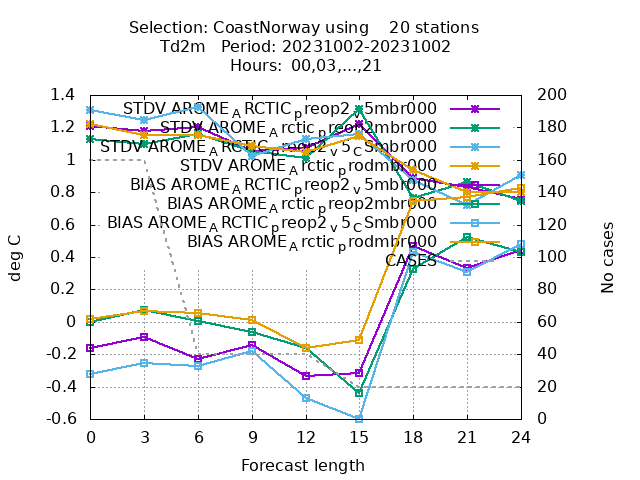 Selection: CoastNorway using    20 stations
Td2m   Period: 20231002-20231002
Hours:  00,03,...,21
1.4
1.2
1
0.8
0.6
0.4
0.2
0
-0.2
-0.4
-0.6
deg C
STDV AROME_ARCTIC_preop2_v5mbr000
STDV AROME_Arctic_preop2mbr000
STDV AROME_ARCTIC_preop2_v5_CSmbr000
STDV AROME_Arctic_prodmbr000
BIAS AROME_ARCTIC_preop2_v5mbr000
BIAS AROME_Arctic_preop2mbr000
BIAS AROME_ARCTIC_preop2_v5_CSmbr000
BIAS AROME_Arctic_prodmbr000
CASES
200
180
160
140
120
100
80
60
40
20
0
No cases
0 3 6 9 12 15 18 21 24
Forecast length